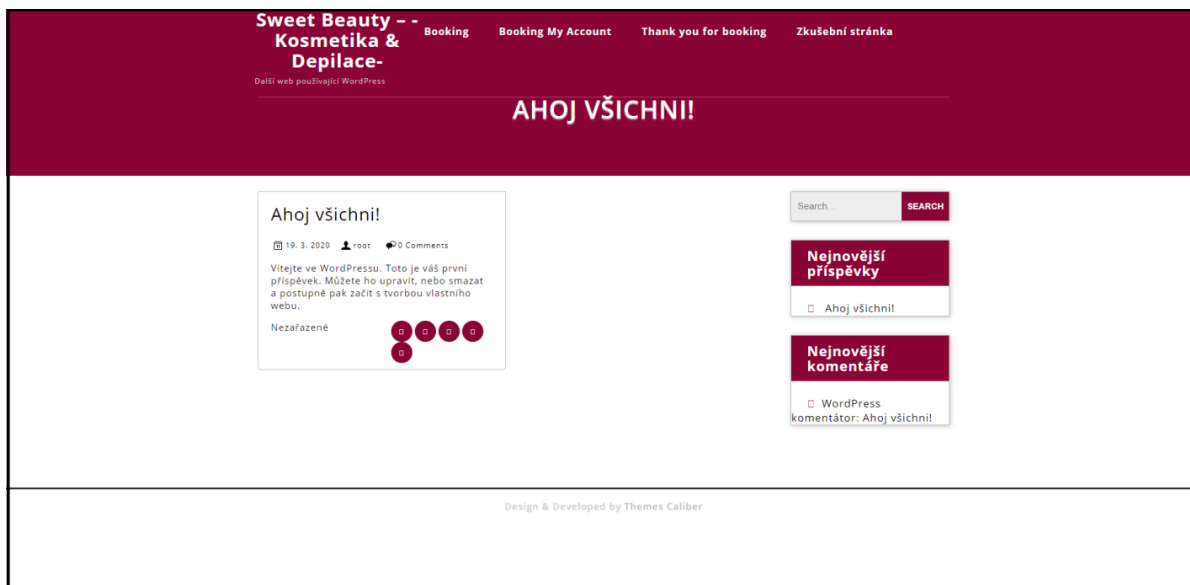 Sweet Beauty – -
Kosmetika &
Depilace-
Další web používající WordPress
Booking Booking My Account Thank you for booking Zkušební stránka
AHOJ VŠICHNI!
Ahoj všichni!
19. 3. 2020 root 0 Comments
Vítejte ve WordPressu. Toto je váš první
příspěvek. Můžete ho upravit, nebo smazat
a postupně pak začít s tvorbou vlastního
webu.
Nezařazené
Search... SEARCH
Nejnovější
příspěvky
Ahoj všichni!
Nejnovější
komentáře
WordPress
komentátor: Ahoj všichni!
Design & Developed by Themes Caliber